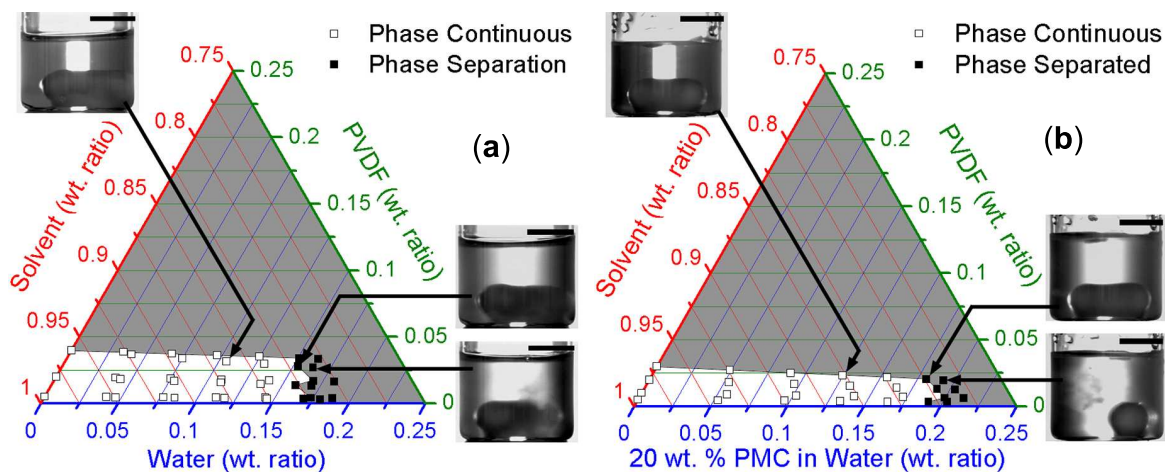 Phase Continuous
Phase Separation
(a)
Solvent (wt. ratio)
0.75
0.8
0.85
0.9
0.95
1
PVDF (wt. ratio)
0.25
0.2
0.15
0.1
0.05
0
0 0.05 0.1 0.15 0.2 0.25
Water (wt. ratio)
Phase Continuous
Phase Separated
(b)
Solvent (wt. ratio)
0.75
0.8
0.85
0.9
0.95
1
PVDF (wt. ratio)
0.25
0.2
0.15
0.1
0.05
0
0 0.05 0.1 0.15 0.20 0.25
20 wt. % PMC in Water (wt. ratio)